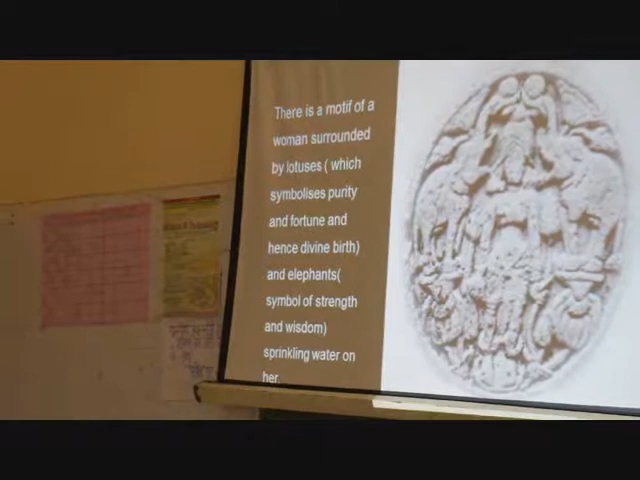 There is a motif of a
woman surrounded
by lotuses ( which
symbolises purity
and fortune and
hence divine birth)
and elephants(
symbol of strength
and wisdom)
sprinkling water on
her.